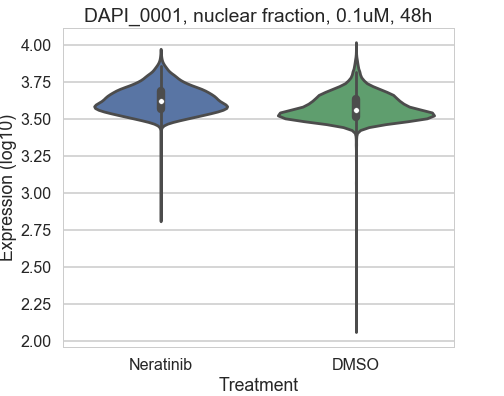 DAPI_0001, nuclear fraction, 0.1uM, 48h
4.00
3.75
3.50
3.25
3.00
2.75
2.50
2.25
2.00
Expression (log10)
Neratinib DMSO
Treatment